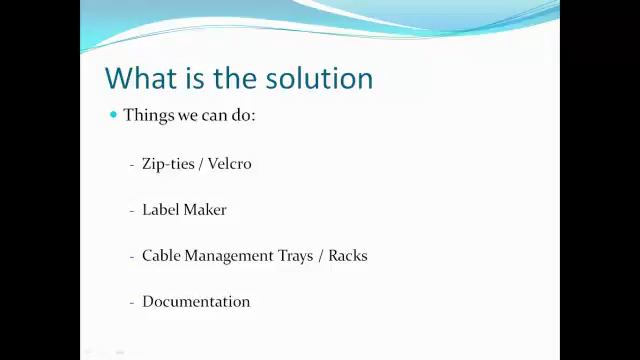 What is the solution
• Things we can do:
- Zip-ties / Velcro
- Label Maker
- Cable Management Trays / Racks
- Documentation